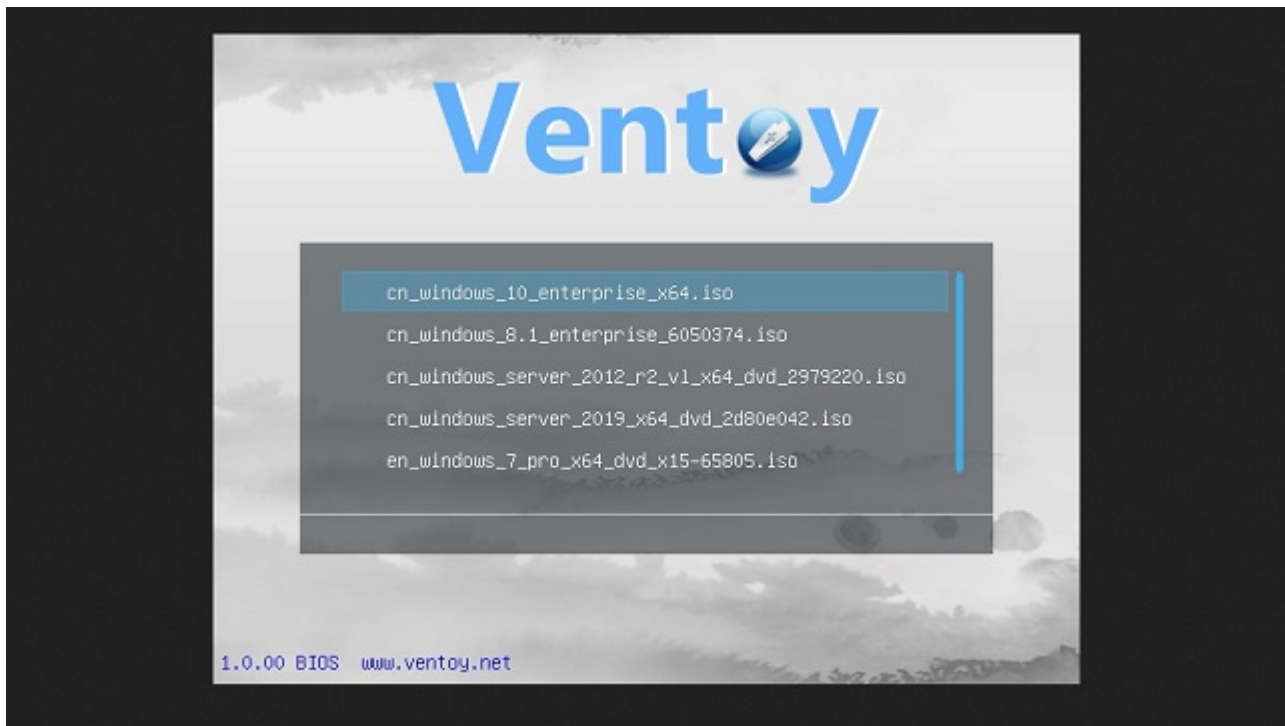 Ventoy
cn_windows_10_enterprise_x64.iso
cn_windows_8.1_enterprise_6050374.iso
cn_windows_server_2012_r2_vl_x64_dvd_2979220.iso
cn_windows_server_2019_x64_dvd_2d80e042.iso
en_windows_7_pro_x64_dvd_x15-65805.iso
1.0.00 BIOS www.ventoy.net